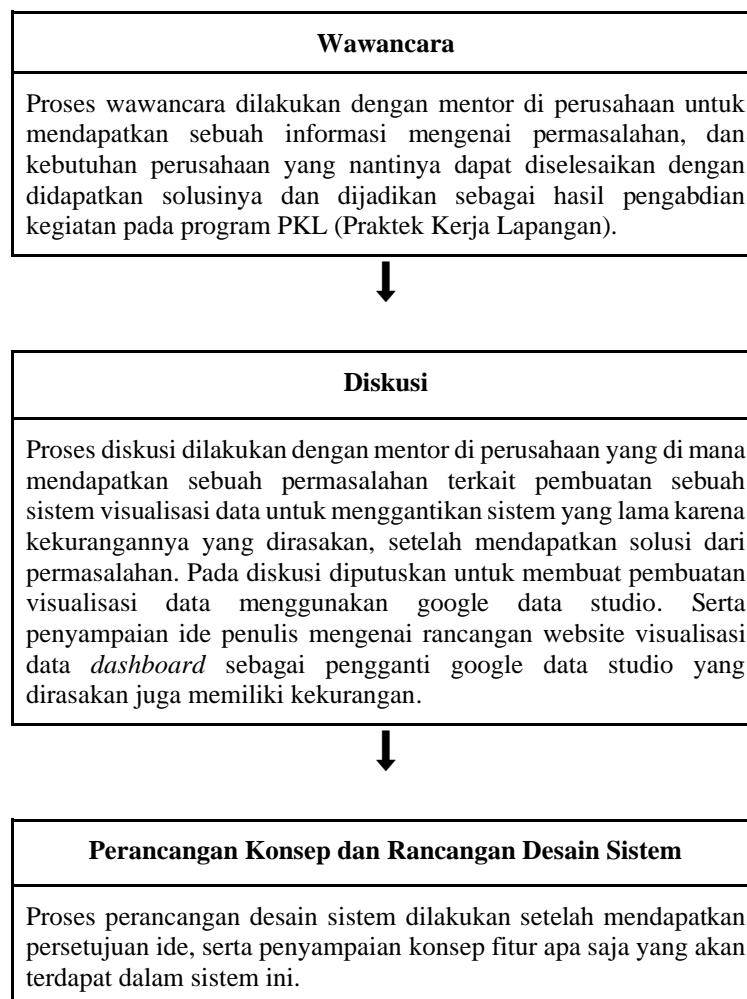 Wawancara
Proses wawancara dilakukan dengan mentor di perusahaan untuk
mendapatkan sebuah informasi mengenai permasalahan, dan
kebutuhan perusahaan yang nantinya dapat diselesaikan dengan
didapatkan solusinya dan dijadikan sebagai hasil pengabdian
kegiatan pada program PKL (Praktek Kerja Lapangan).
Diskusi
Proses diskusi dilakukan dengan mentor di perusahaan yang di mana
mendapatkan sebuah permasalahan terkait pembuatan sebuah
sistem visualisasi data untuk menggantikan sistem yang lama karena
kekurangannya yang dirasakan, setelah mendapatkan solusi dari
permasalahan. Pada diskusi diputuskan untuk membuat pembuatan
visualisasi data menggunakan google data studio. Serta
penyampaian ide penulis mengenai rancangan website visualisasi
data dashboard sebagai pengganti google data studio yang
dirasakan juga memiliki kekurangan.
Perancangan Konsep dan Rancangan Desain Sistem
Proses perancangan desain sistem dilakukan setelah mendapatkan
persetujuan ide, serta penyampaian konsep fitur apa saja yang akan
terdapat dalam sistem ini.